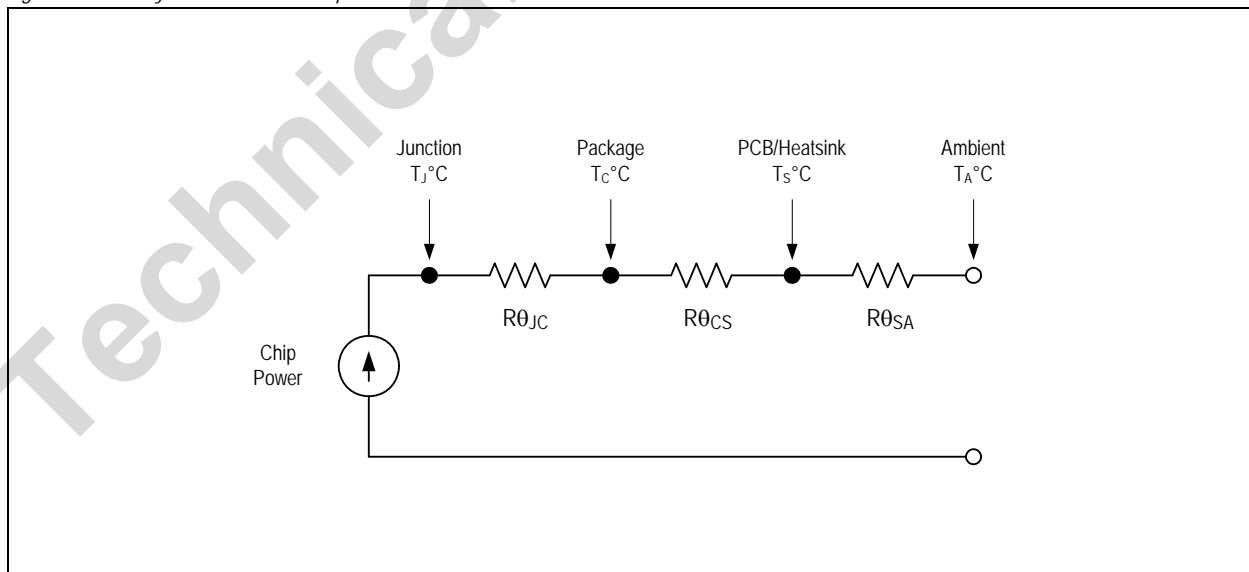 Technica
Junction
TJ°C
Package
TC°C
PCB/Heatsink
TS°C
Ambient
TA°C
RθJC
RθCS
RθSA
Chip
Power